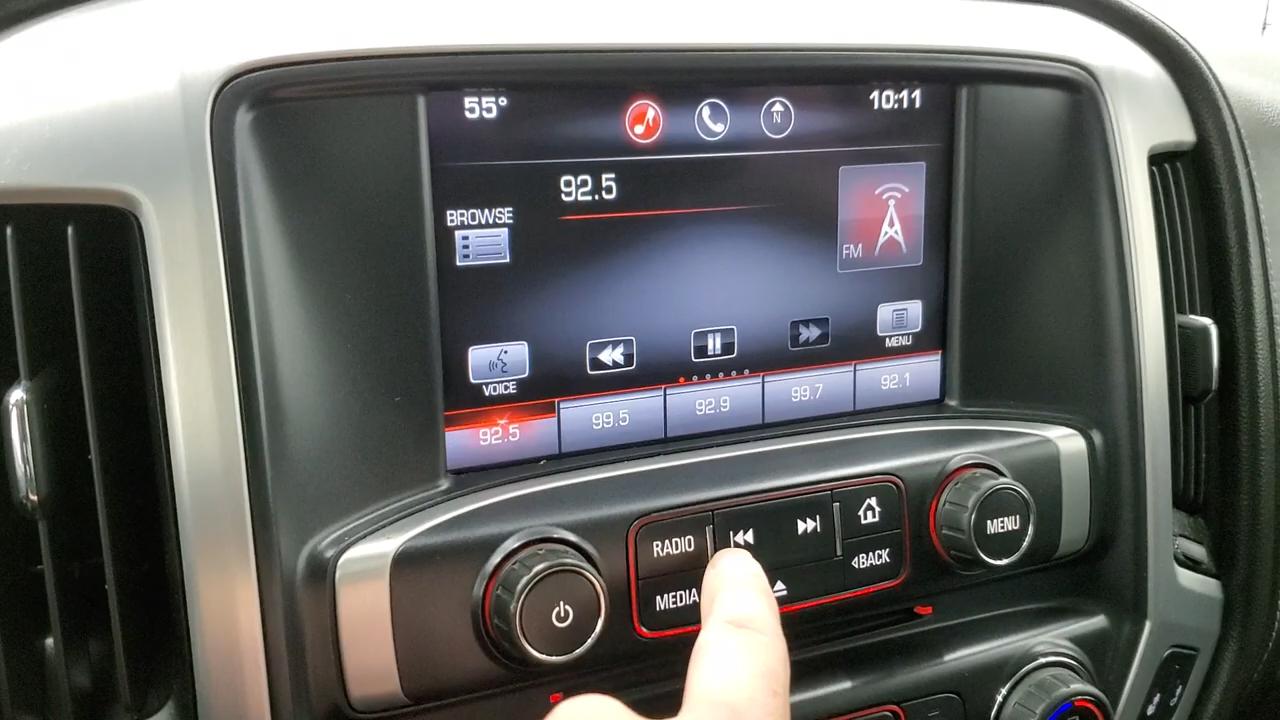 55°
N
10:11
92.5
BROWSE
FM
VOICE
MENU
92.5
99.5
92.9
99.7
92.1
RADIO
MEDIA
BACK
MENU